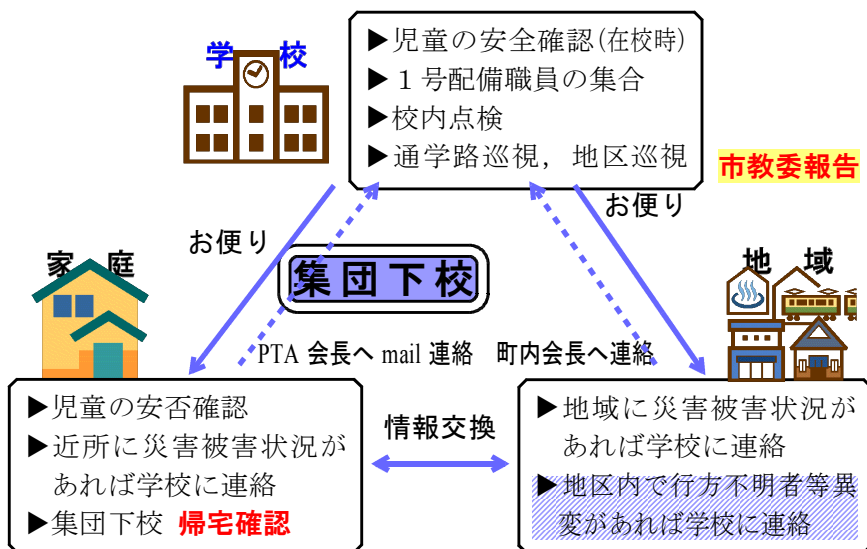 学 校
▶児童の安全確認(在校時)
▶１号配備職員の集合
▶校内点検
▶通学路巡視，地区巡視
市教委報告
お便り
お便り
集団下校
家 庭
地 域
PTA 会長へ mail 連絡 町内会長へ連絡
▶児童の安否確認
▶近所に災害被害状況が
あれば学校に連絡
▶集団下校 帰宅確認
情報交換
▶地域に災害被害状況が
あれば学校に連絡
▶地区内で行方不明者等異
変があれば学校に連絡